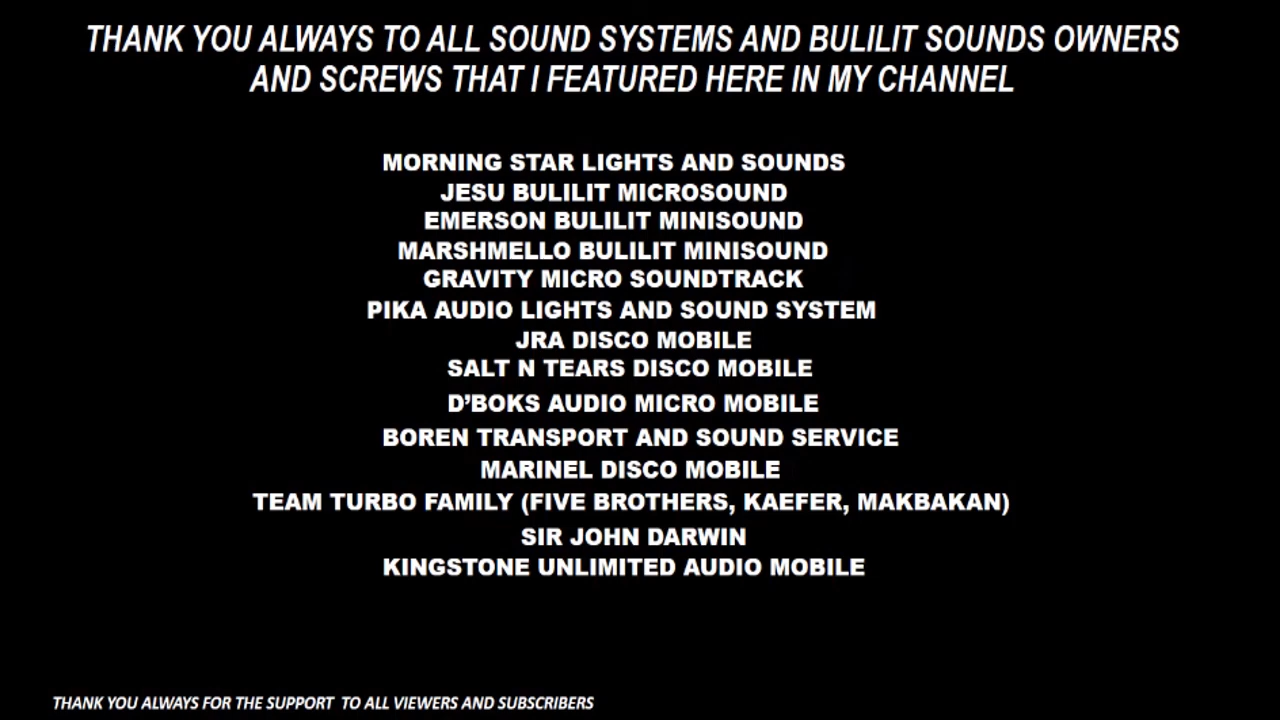 THANK YOU ALWAYS TO ALL SOUND SYSTEMS AND BULILIT SOUNDS OWNERS
AND SCREWS THAT I FEATURED HERE IN MY CHANNEL
MORNING STAR LIGHTS AND SOUNDS
JESU BULILIT MICROSOUND
EMERSON BULILIT MINISOUND
MARSHMELLO BULILIT MINISOUND
GRAVITY MICRO SOUNDTRACK
PIKA AUDIO LIGHTS AND SOUND SYSTEM
JRA DISCO MOBILE
SALT N TEARS DISCO MOBILE
D’BOKS AUDIO MICRO MOBILE
BOREN TRANSPORT AND SOUND SERVICE
MARINEL DISCO MOBILE
TEAM TURBO FAMILY (FIVE BROTHERS, KAEFER, MAKBAKAN)
SIR JOHN DARWIN
KINGSTONE UNLIMITED AUDIO MOBILE
THANK YOU ALWAYS FOR THE SUPPORT  TO ALL VIEWERS AND SUBSCRIBERS